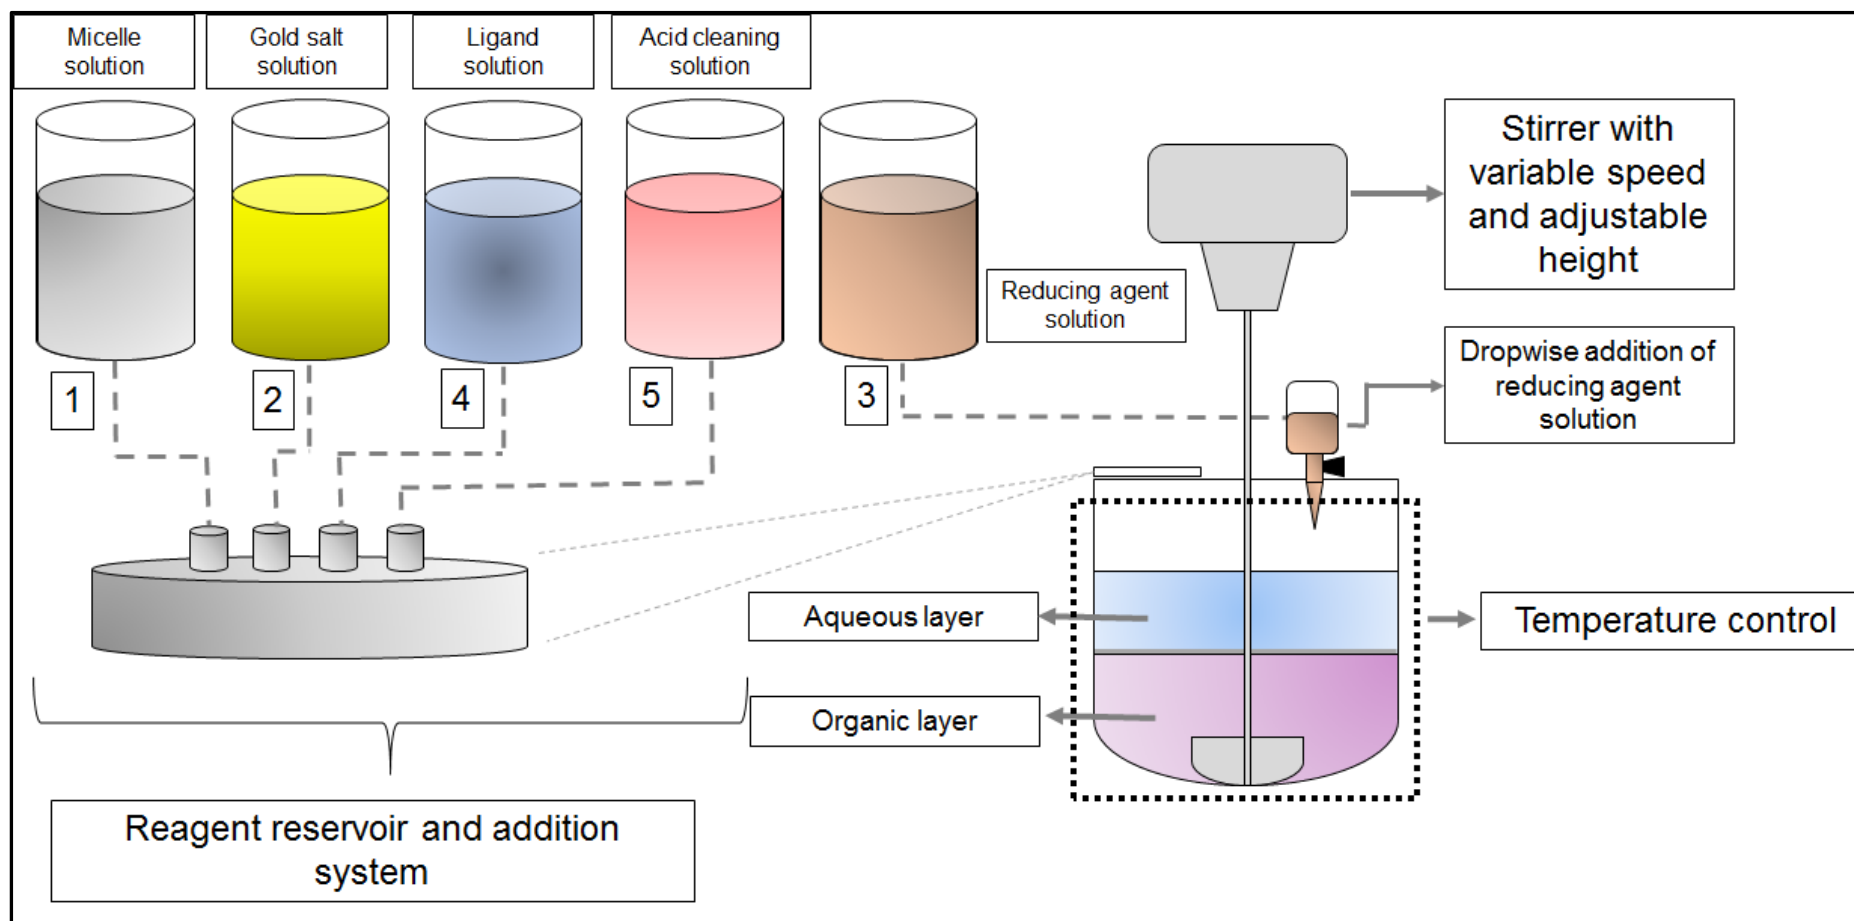 Micelle
solution
Gold salt
solution
Ligand
solution
Acid cleaning
solution
Stirrer with
variable speed
and adjustable
height
Reducing agent
solution
Dropwise addition of
reducing agent
solution
1
2
4
5
3
Aqueous layer
Temperature control
Organic layer
Reagent reservoir and addition
system